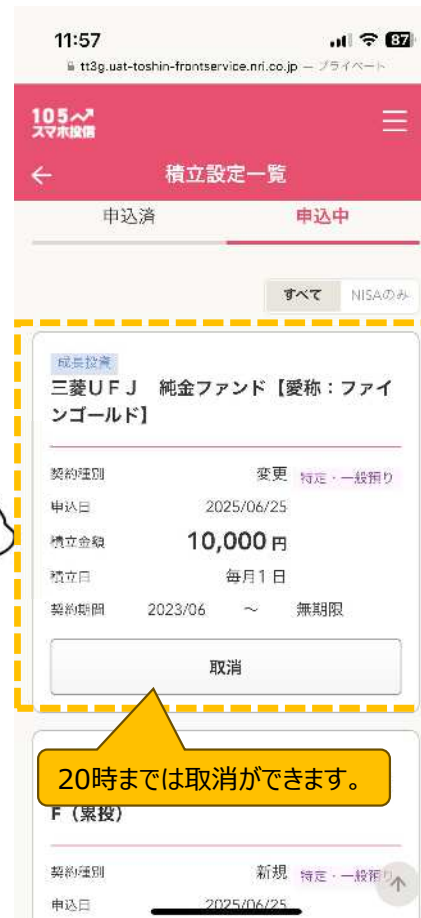 11:57
87
tt3g.uat-toshin-frontservice.nri.co.jp — プライベート
105
スマホ投信
← 積立設定一覧
申込済 申込中
すべて NISAのみ
成長投資
三菱ＵＦＪ　純金ファンド【愛称：ファイ
ンゴールド】
契約種別 変更 特定・一般預り
申込日 2025/06/25
積立金額 10,000 円
積立日 毎月1日
契約期間 2023/06 ～ 無期限
取消
20時までは取消ができます。
F（累投）
契約種別 新規 特定・一般預り
申込日 2025/06/25